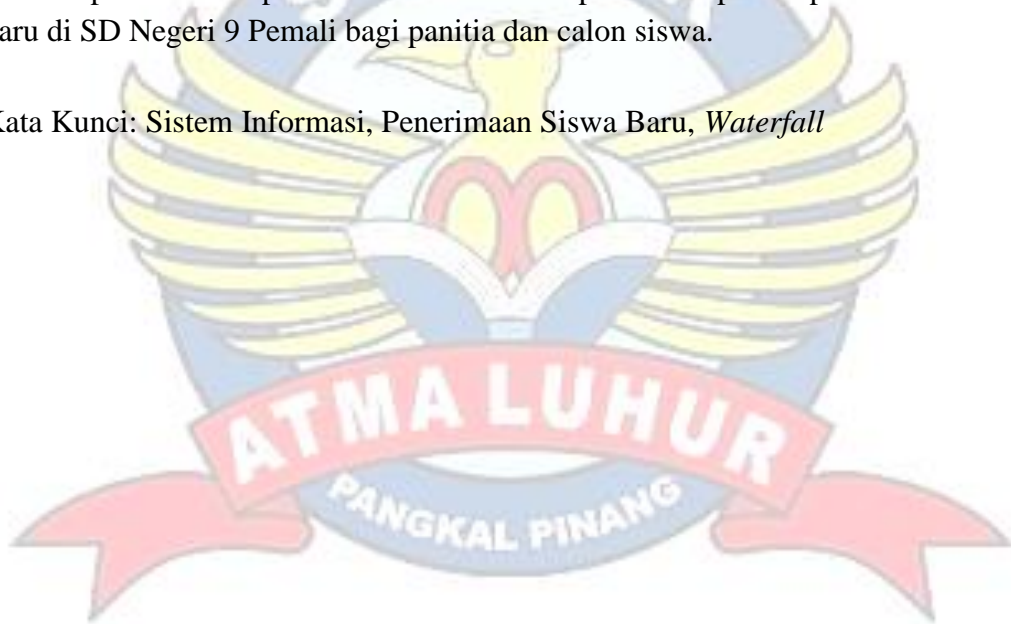 aru di SD Negeri 9 Pemali bagi panitia dan calon siswa.
Kata Kunci: Sistem Informasi, Penerimaan Siswa Baru, Waterfall
ATMA LUHUR
PANGKAL PINANG